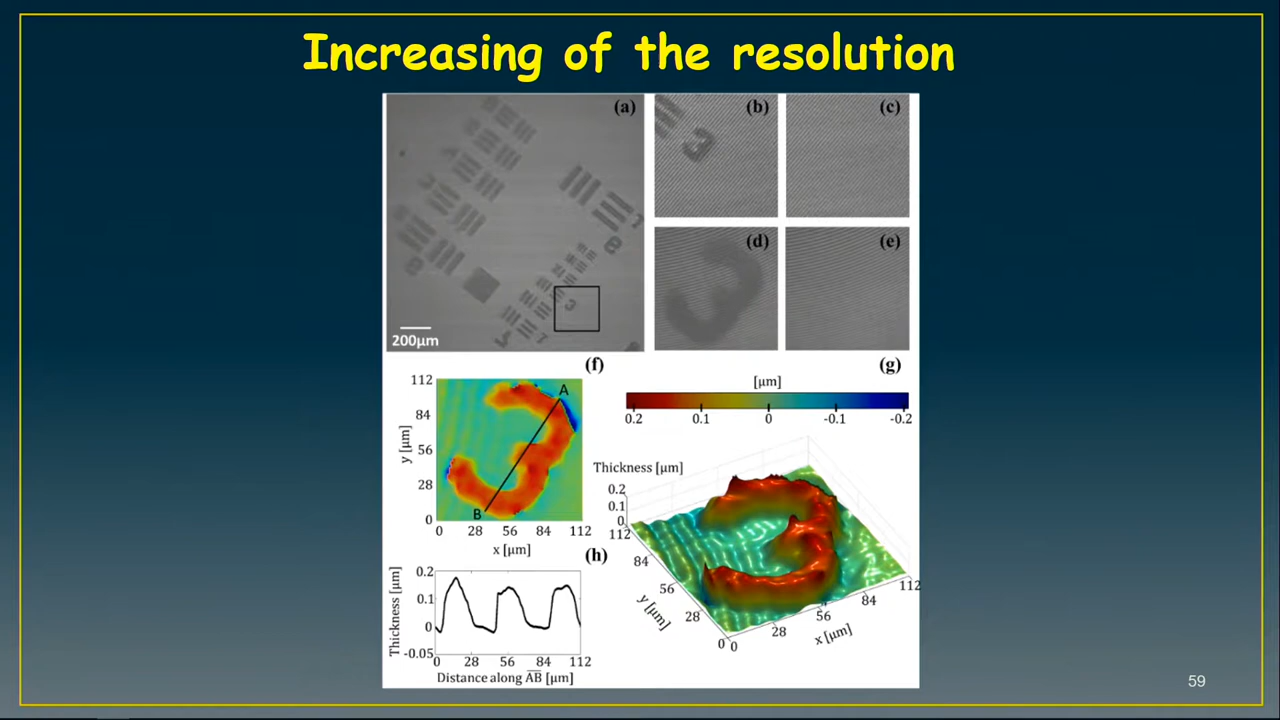 Increasing of the resolution
(a)
(b)
(c)
3
(d)
(e)
200μm
(f)
(g)
[μm]
0.2 0.1 0 -0.1 -0.2
112
84
56
28
0
y [μm]
A
B
0 28 56 84 112
x [μm]
Thickness [μm]
0.2
0.1
0
112
84
56
28
0
y [μm]
0
28
56
84
112
x [μm]
(h)
0.2
0.1
0
-0.05
Thickness [μm]
0 28 56 84 112
Distance along AB [μm]
59